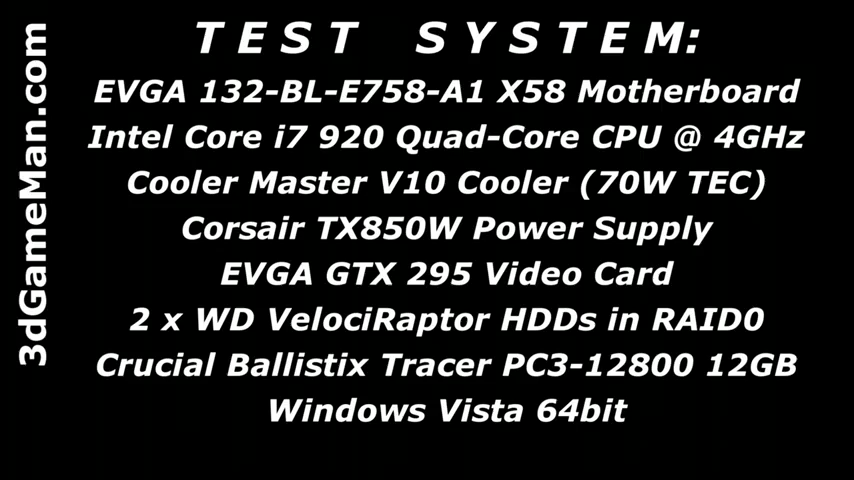 T E S T  S Y S T E M:
EVGA 132-BL-E758-A1 X58 Motherboard
Intel Core i7 920 Quad-Core CPU @ 4GHz
Cooler Master V10 Cooler (70W TEC)
Corsair TX850W Power Supply
EVGA GTX 295 Video Card
2 x WD VelociRaptor HDDs in RAID0
Crucial Ballistix Tracer PC3-12800 12GB
Windows Vista 64bit
3dGameMan.com